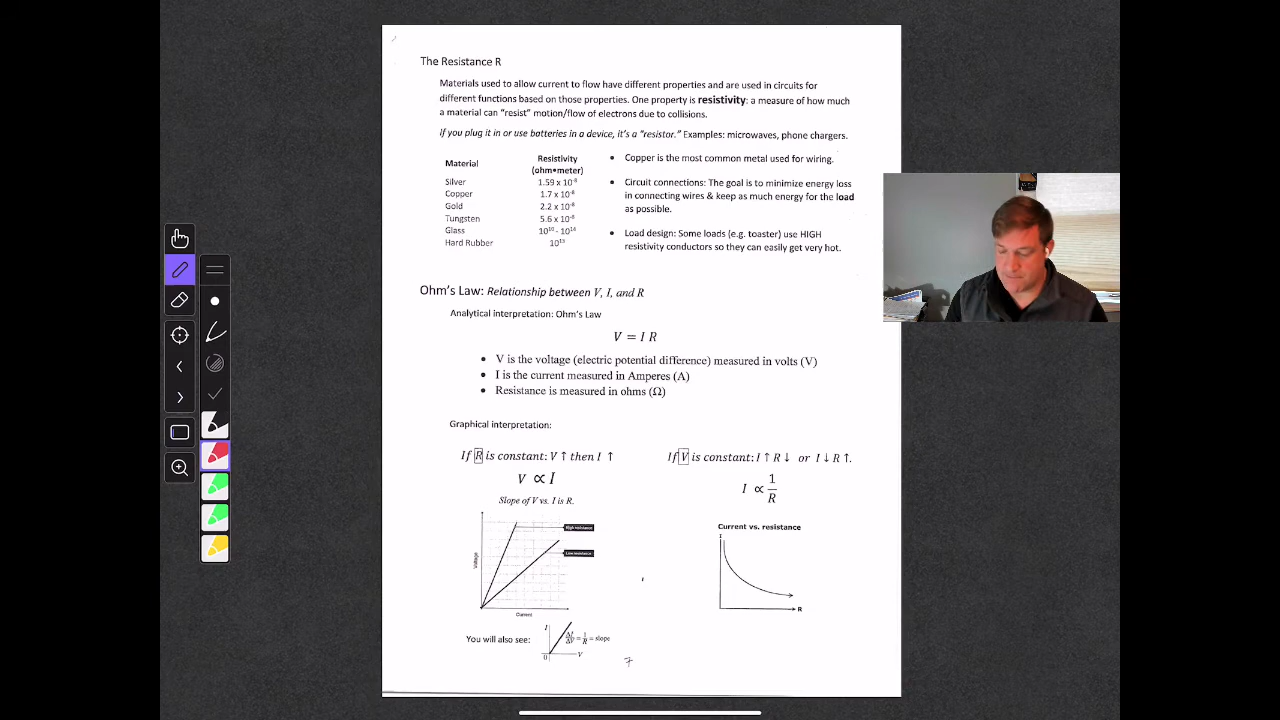 The Resistance R
Materials used to allow current to flow have different properties and are used in circuits for
different functions based on those properties. One property is resistivity: a measure of how much
a material can "resist" motion/flow of electrons due to collisions.
If you plug it in or use batteries in a device, it's a "resistor." Examples: microwaves, phone chargers.
Material Resistivity (ohm•meter)
Silver 1.59 x 10⁻⁸
Copper 1.7 x 10⁻⁸
Gold 2.2 x 10⁻⁸
Tungsten 5.6 x 10⁻⁸
Glass 10¹⁰ - 10¹⁴
Hard Rubber 10¹³
• Copper is the most common metal used for wiring.
• Circuit connections: The goal is to minimize energy loss
in connecting wires & keep as much energy for the load
as possible.
• Load design: Some loads (e.g. toaster) use HIGH
resistivity conductors so they can easily get very hot.
Ohm's Law: Relationship between V, I, and R
Analytical interpretation: Ohm's Law
V = I R
• V is the voltage (electric potential difference) measured in volts (V)
• I is the current measured in Amperes (A)
• Resistance is measured in ohms (Ω)
Graphical interpretation:
If R is constant: V ↑ then I ↑
V ∝ I
Slope of V vs. I is R.
High resistance
Low resistance
Voltage
Current
You will also see:
I
ΔI/ΔV = 1/R = slope
0 V
If V is constant: I ↑ R ↓ or I ↓ R ↑.
I ∝ 1/R
Current vs. resistance
I
R
7